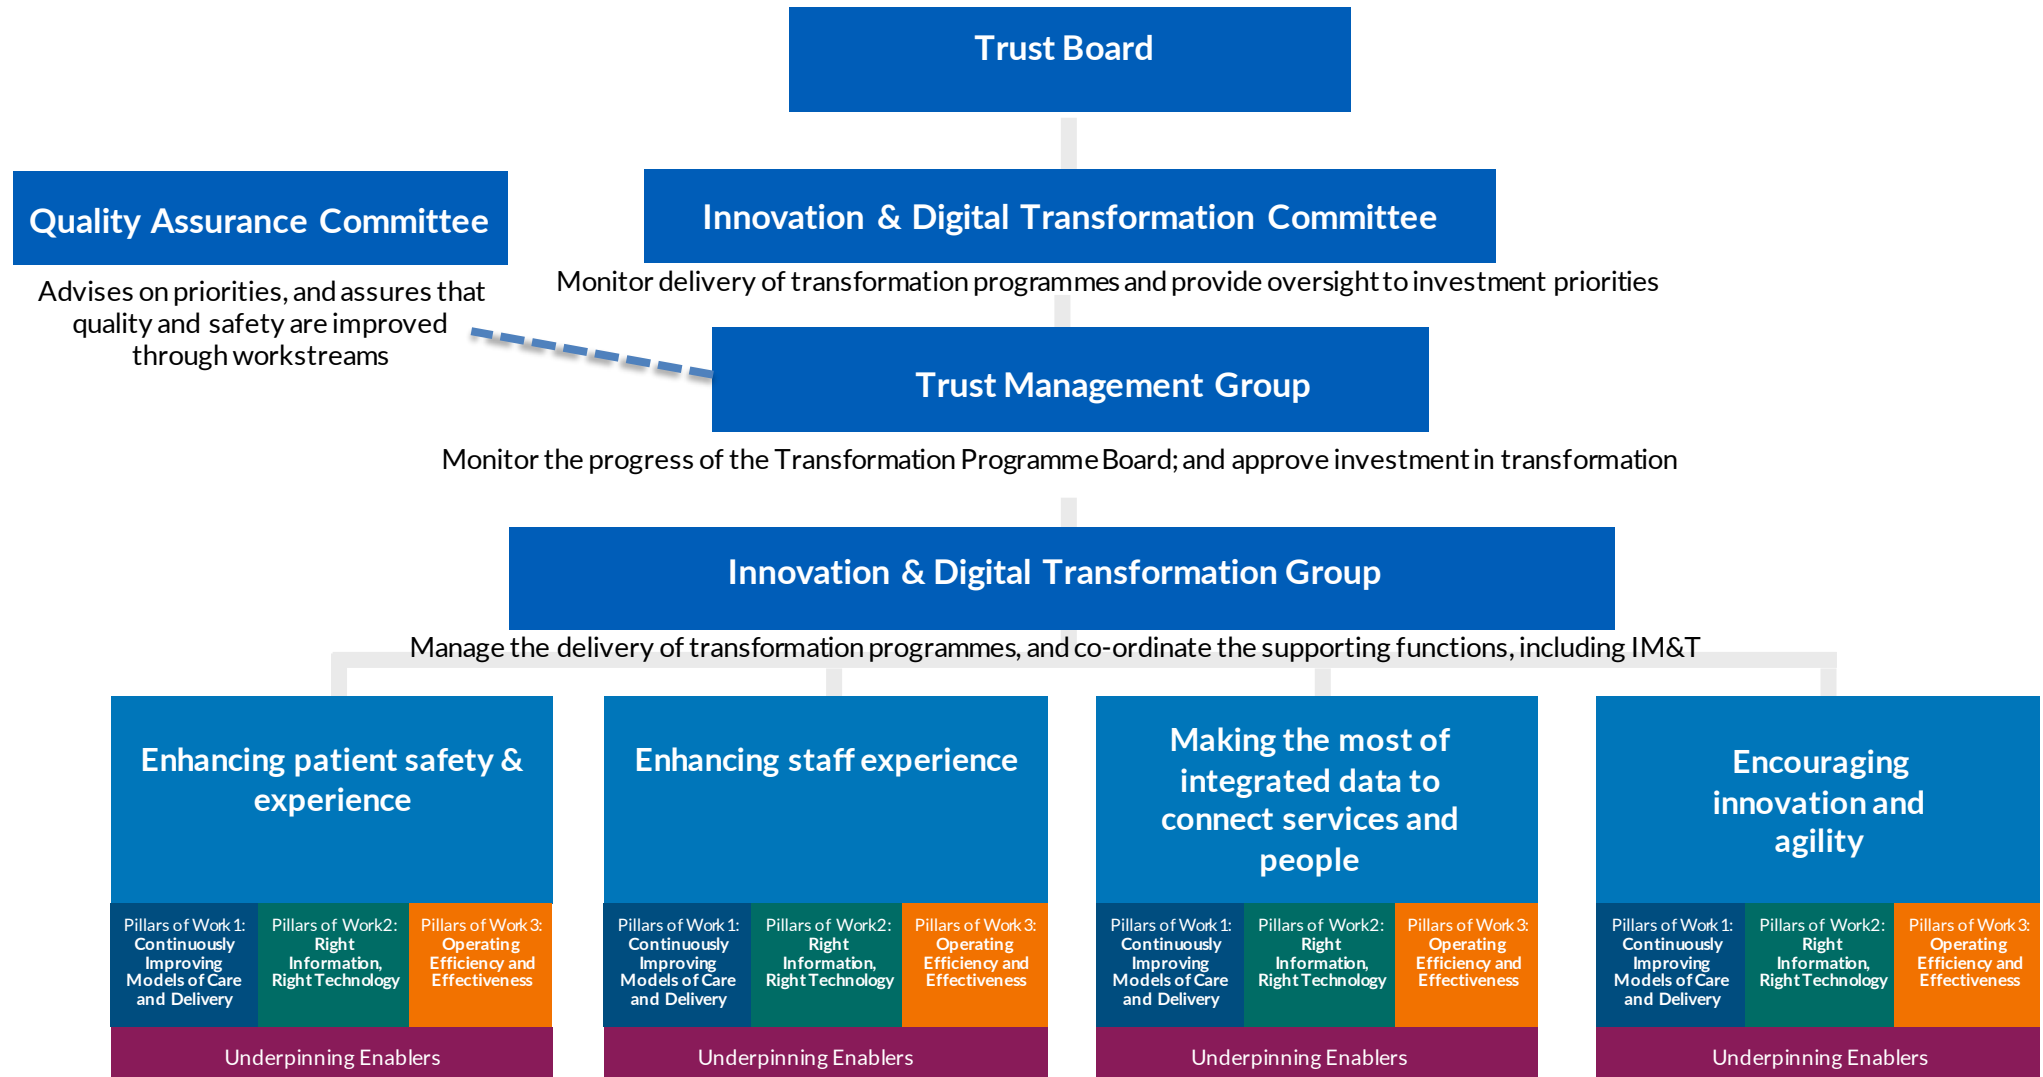 Trust Board
Quality Assurance Committee
Advises on priorities, and assures that
quality and safety are improved
through workstreams
Innovation & Digital Transformation Committee
Monitor delivery of transformation programmes and provide oversight to investment priorities
Trust Management Group
Monitor the progress of the Transformation Programme Board; and approve investment in transformation
Innovation & Digital Transformation Group
Manage the delivery of transformation programmes, and co-ordinate the supporting functions, including IM&T
Enhancing patient safety &
experience
Pillars of Work 1:
Continuously
Improving
Models of Care
and Delivery
Pillars of Work2:
Right
Information,
Right Technology
Pillars of Work 3:
Operating
Efficiency and
Effectiveness
Underpinning Enablers
Enhancing staff experience
Pillars of Work 1:
Continuously
Improving
Models of Care
and Delivery
Pillars of Work2:
Right
Information,
Right Technology
Pillars of Work 3:
Operating
Efficiency and
Effectiveness
Underpinning Enablers
Making the most of
integrated data to
connect services and
people
Pillars of Work 1:
Continuously
Improving
Models of Care
and Delivery
Pillars of Work2:
Right
Information,
Right Technology
Pillars of Work 3:
Operating
Efficiency and
Effectiveness
Underpinning Enablers
Encouraging
innovation and
agility
Pillars of Work 1:
Continuously
Improving
Models of Care
and Delivery
Pillars of Work2:
Right
Information,
Right Technology
Pillars of Work 3:
Operating
Efficiency and
Effectiveness
Underpinning Enablers